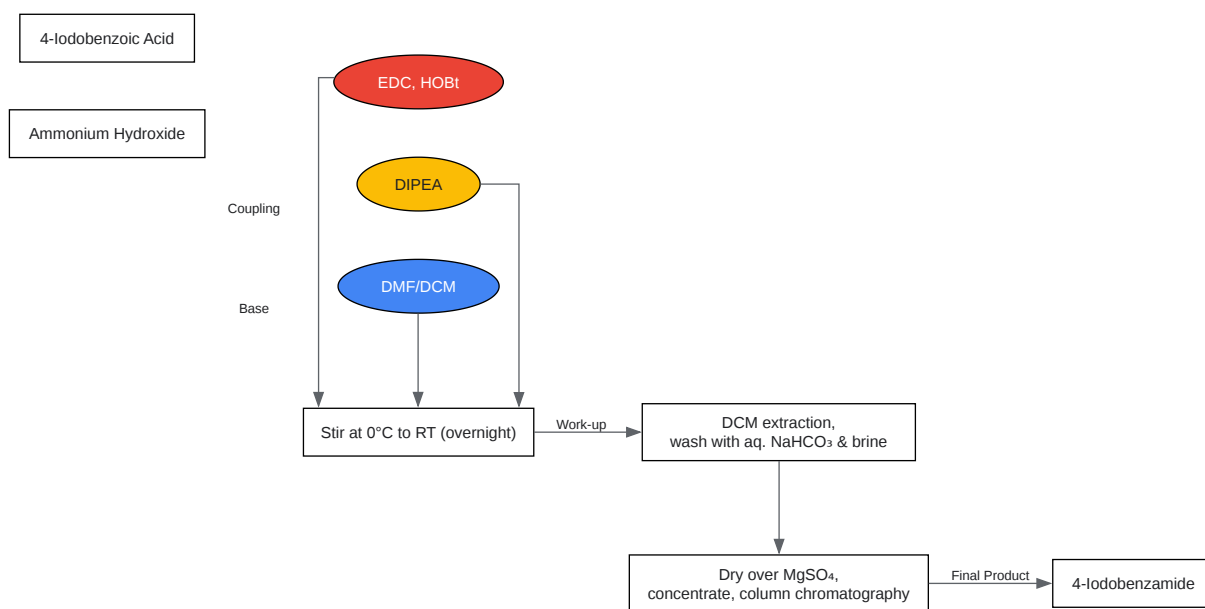 4-Iodobenzoic Acid
EDC, HOBt
Ammonium Hydroxide
DIPEA
Coupling
DMF/DCM
Base
Stir at 0°C to RT (overnight)
Work-up
DCM extraction,
wash with aq. NaHCO₃ & brine
Dry over MgSO₄,
concentrate, column chromatography
Final Product
4-Iodobenzamide